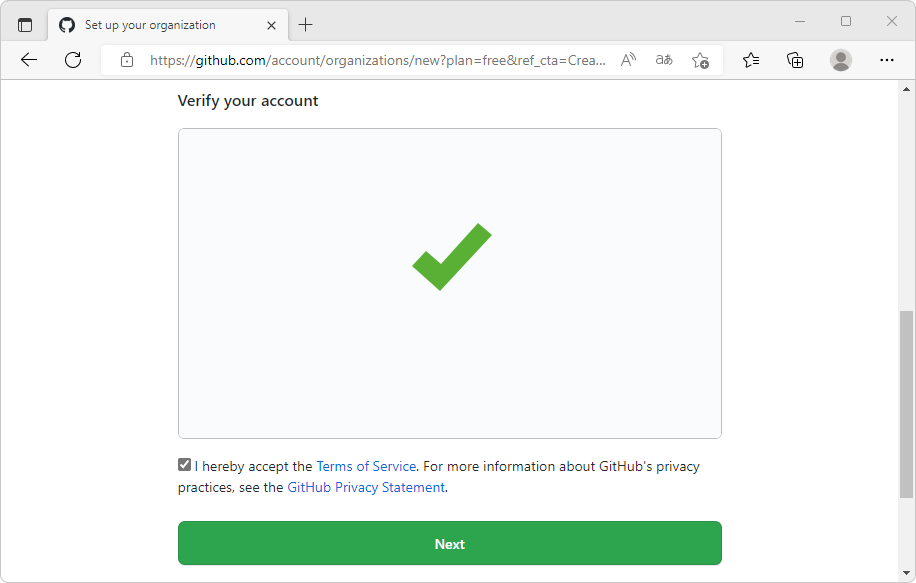 Set up your organization
https://github.com/account/organizations/new?plan=free&ref_cta=Crea...
Verify your account
I hereby accept the Terms of Service. For more information about GitHub's privacy
practices, see the GitHub Privacy Statement.
Next